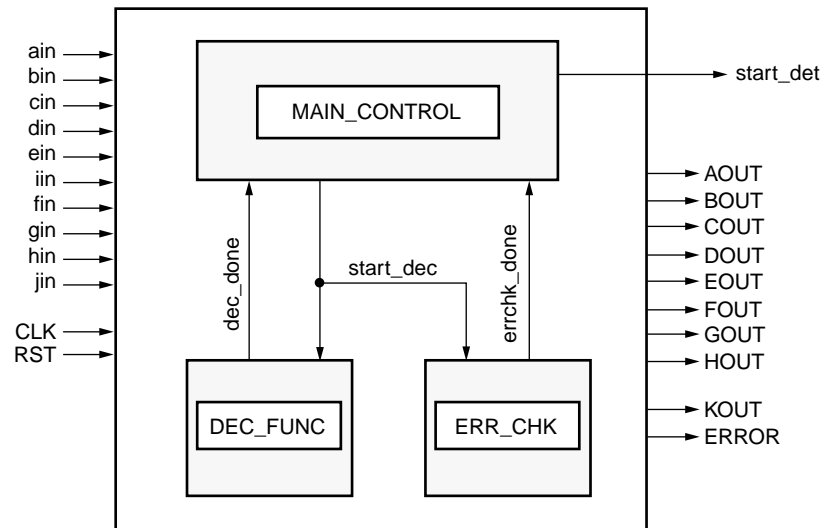 ain
bin
cin
din
ein
iin
fin
gin
hin
jin
CLK
RST
MAIN_CONTROL
start_det
dec_done
start_dec
errchk_done
DEC_FUNC
ERR_CHK
AOUT
BOUT
COUT
DOUT
EOUT
FOUT
GOUT
HOUT
KOUT
ERROR